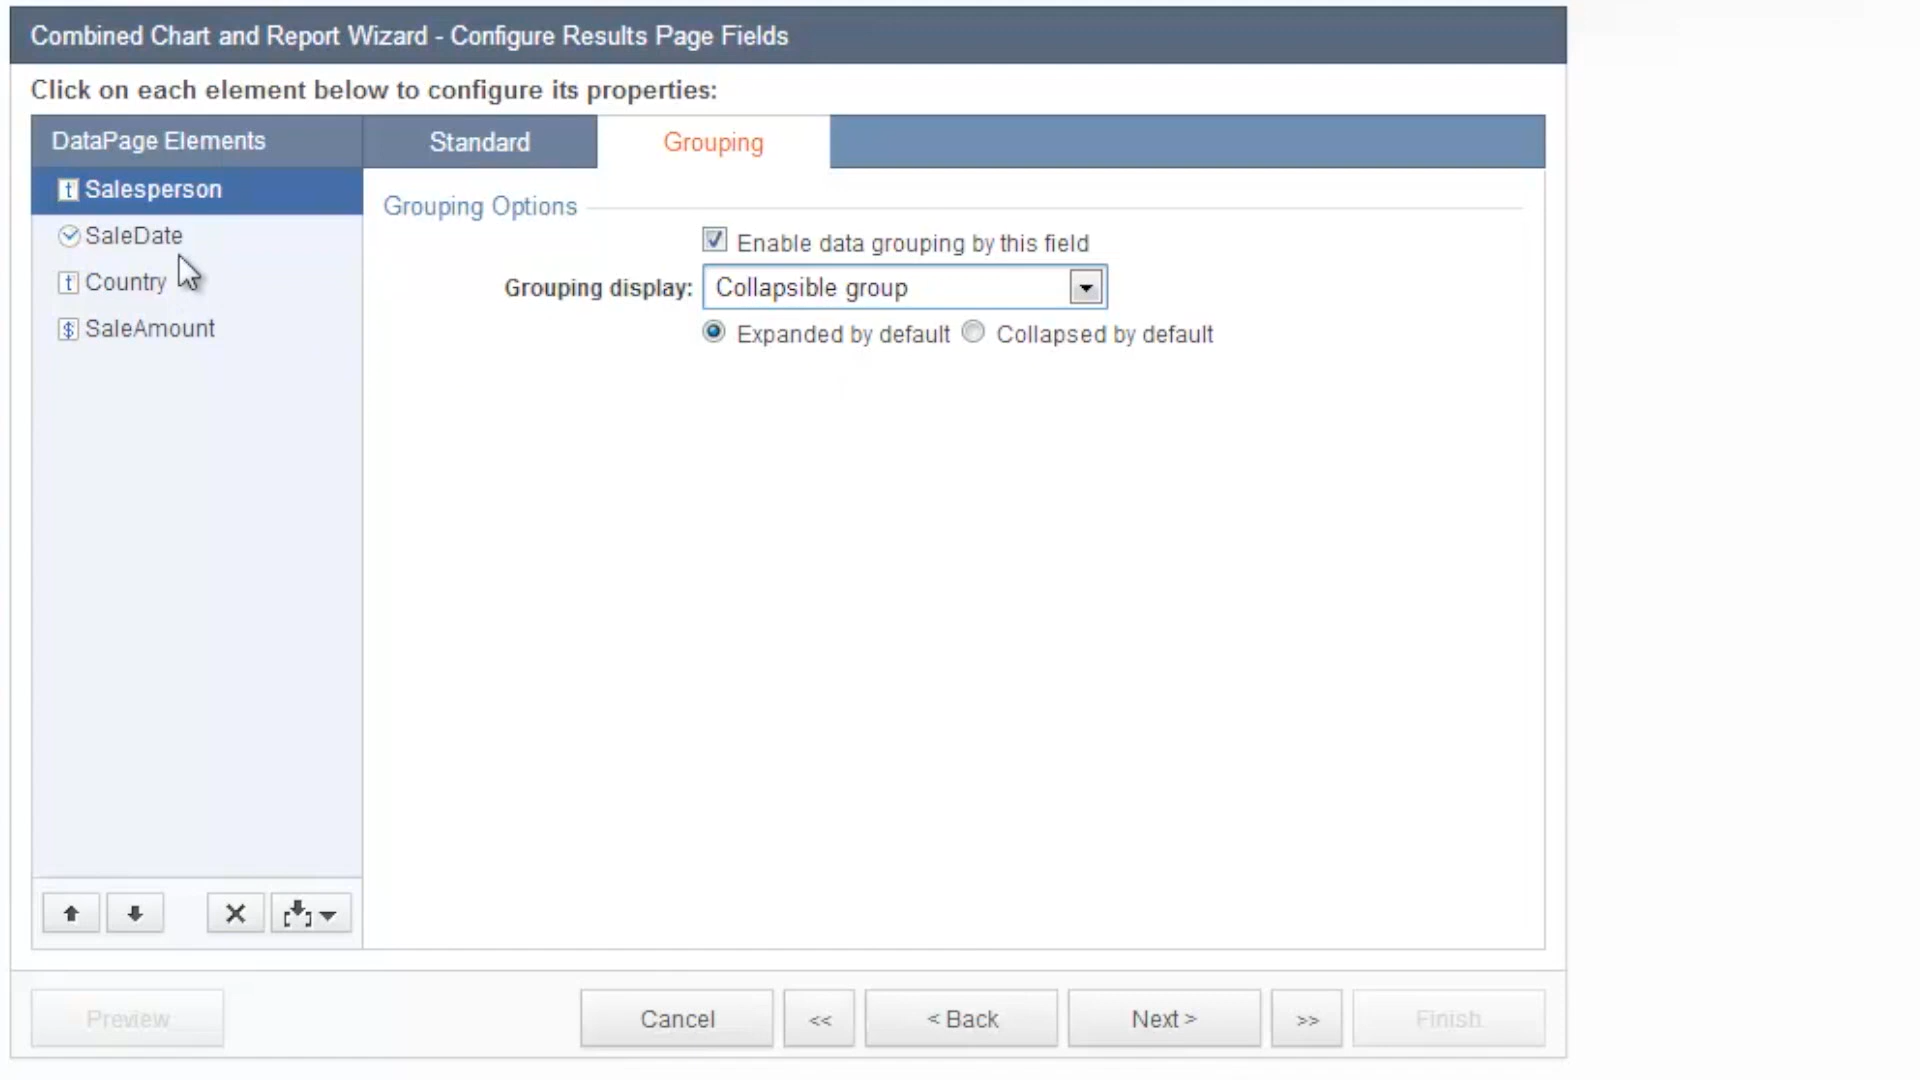 Combined Chart and Report Wizard - Configure Results Page Fields
Click on each element below to configure its properties:
DataPage Elements
Standard
Grouping
t Salesperson
SaleDate
t Country
$ SaleAmount
Grouping Options
Enable data grouping by this field
Grouping display: Collapsible group
Expanded by default Collapsed by default
Preview
Cancel
<<
< Back
Next >
>>
Finish